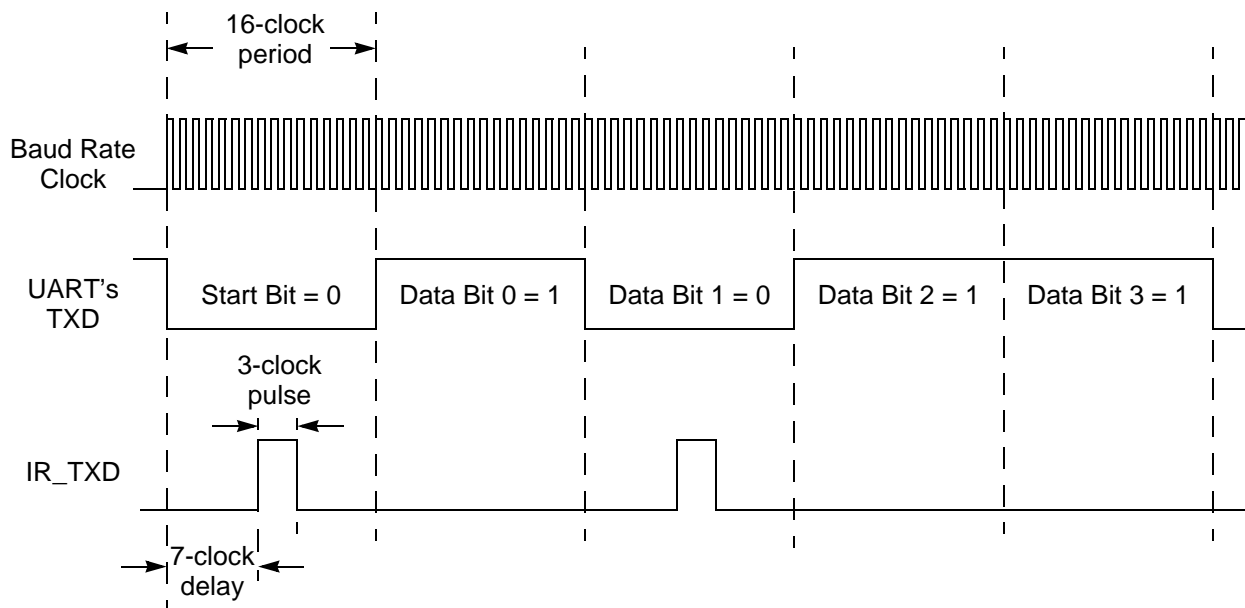 16-clock
period
Baud Rate
Clock
UART’s
TXD
Start Bit = 0
Data Bit 0 = 1
Data Bit 1 = 0
Data Bit 2 = 1
Data Bit 3 = 1
3-clock
pulse
IR_TXD
7-clock
delay